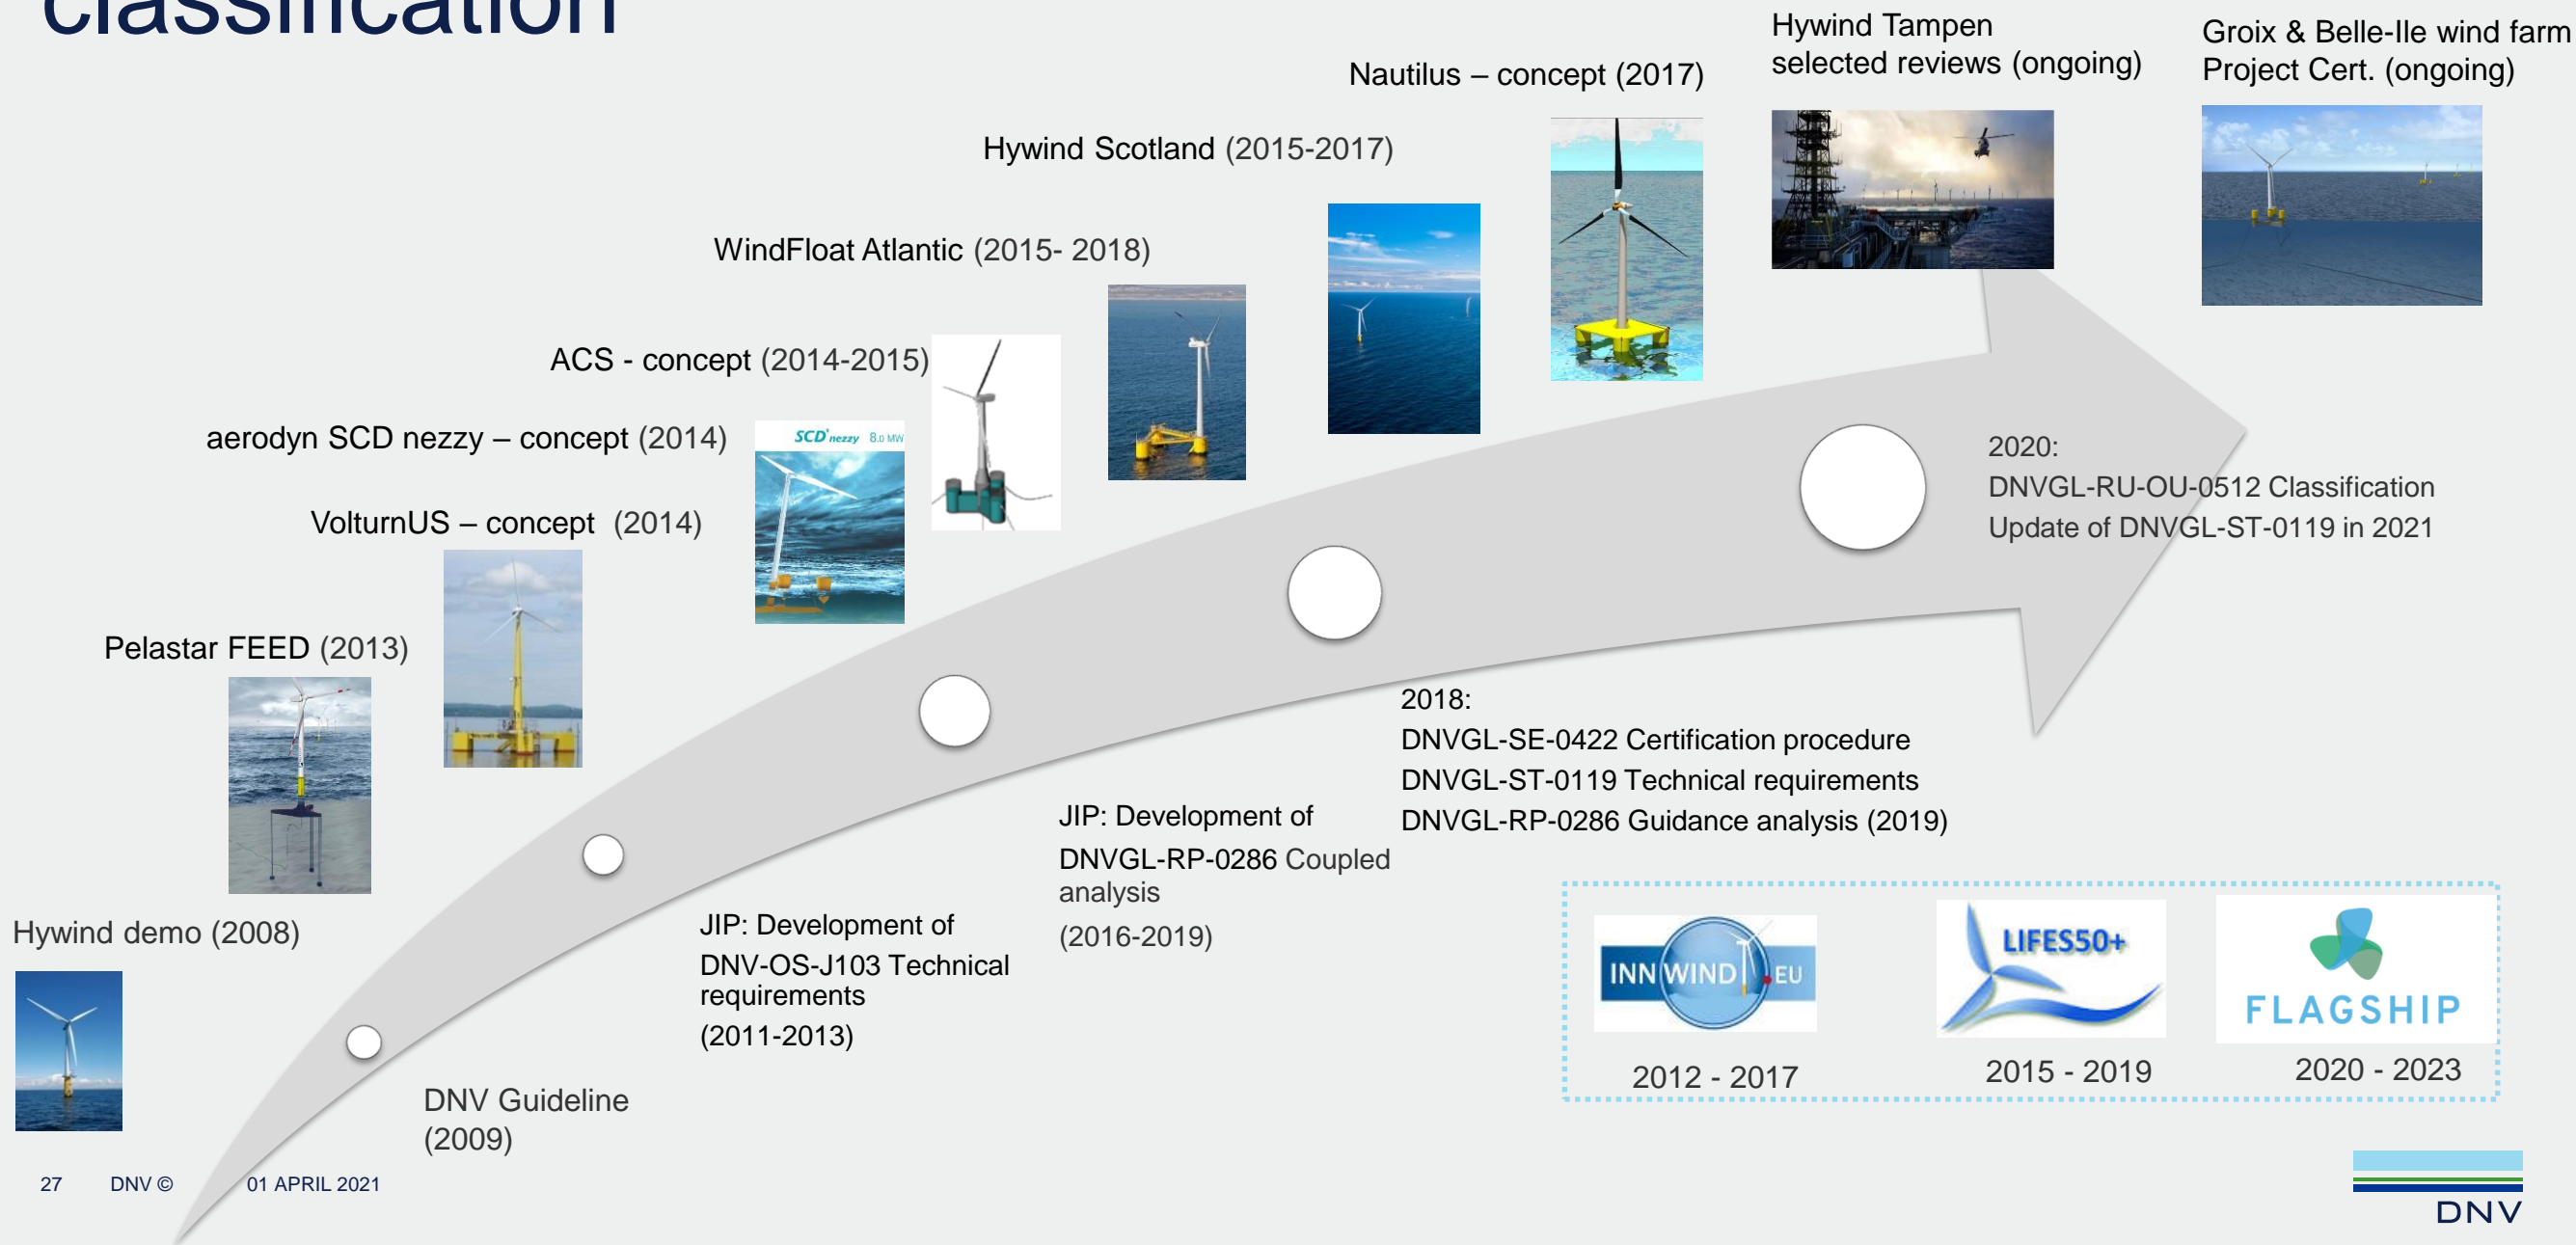 classification
Hywind Tampen
selected reviews (ongoing)
Groix & Belle-Ile wind farm
Project Cert. (ongoing)
Nautilus – concept (2017)
Hywind Scotland (2015-2017)
WindFloat Atlantic (2015- 2018)
ACS - concept (2014-2015)
aerodyn SCD nezzy – concept (2014)
SCD nezzy 8.0 MW
VolturnUS – concept (2014)
Pelastar FEED (2013)
Hywind demo (2008)
2020:
DNVGL-RU-OU-0512 Classification
Update of DNVGL-ST-0119 in 2021
2018:
DNVGL-SE-0422 Certification procedure
DNVGL-ST-0119 Technical requirements
DNVGL-RP-0286 Guidance analysis (2019)
JIP: Development of
DNVGL-RP-0286 Coupled
analysis
(2016-2019)
JIP: Development of
DNV-OS-J103 Technical
requirements
(2011-2013)
DNV Guideline
(2009)
INNWIND.EU
2012 - 2017
LIFES50+
2015 - 2019
FLAGSHIP
2020 - 2023
27 DNV © 01 APRIL 2021
DNV